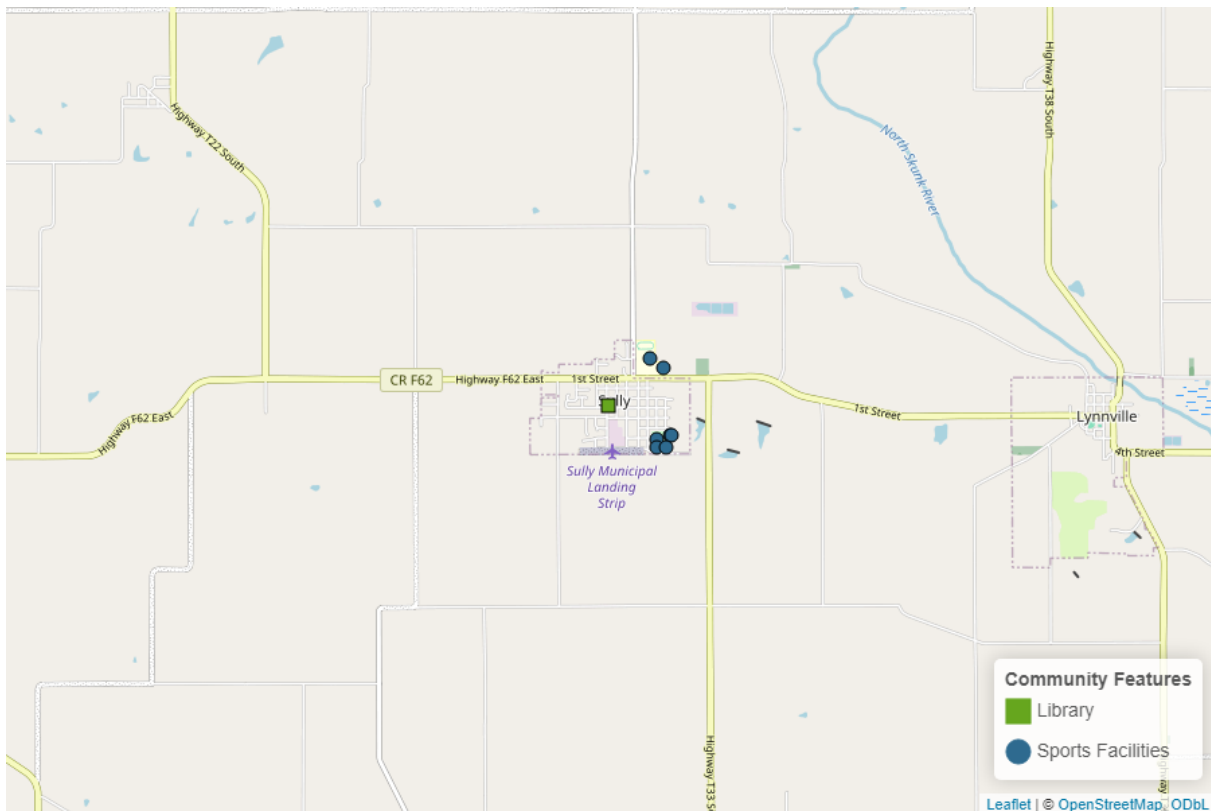 Highway T22 South
North Skunk River
Highway T38 South
CR F62
Highway F62 East
1st Street
Sully
Highway F62 East
1st Street
Lynnville
4th Street
Sully Municipal
Landing
Strip
Highway T33 S
Highway T
Community Features
Library
Sports Facilities
Leaflet | © OpenStreetMap, ODbL